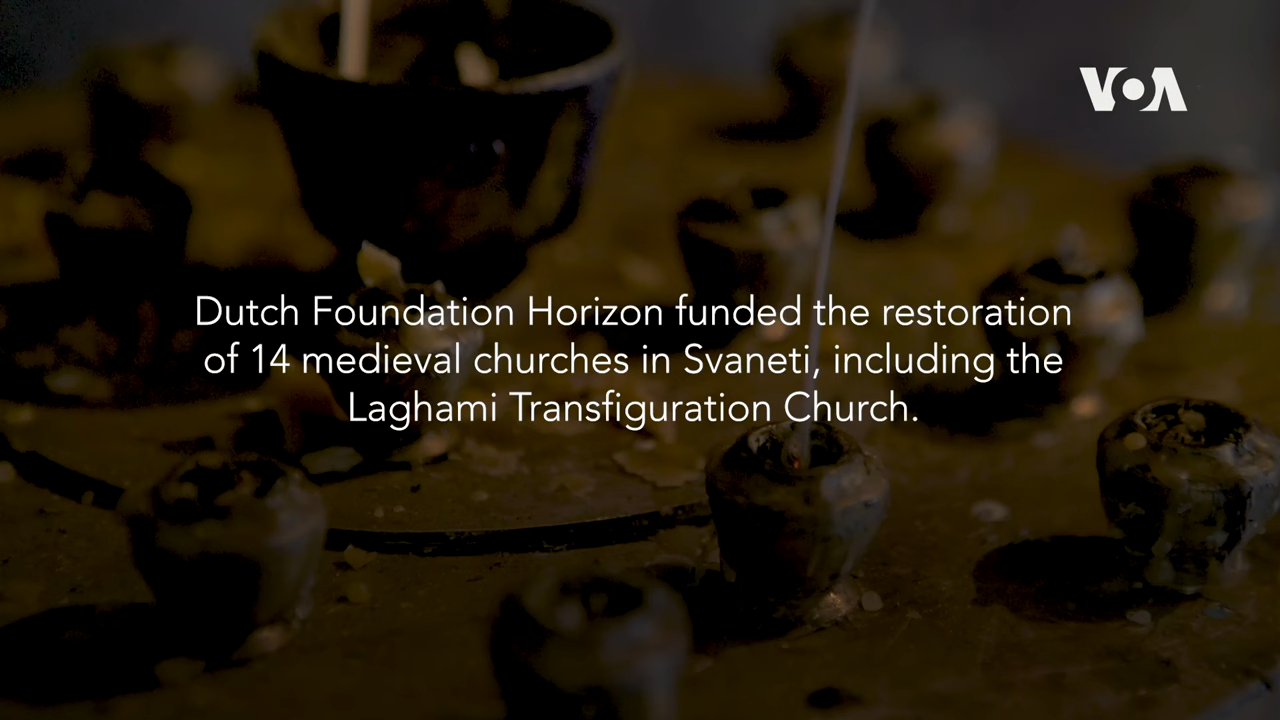 VOA
Dutch Foundation Horizon funded the restoration
of 14 medieval churches in Svaneti, including the
Laghami Transfiguration Church.